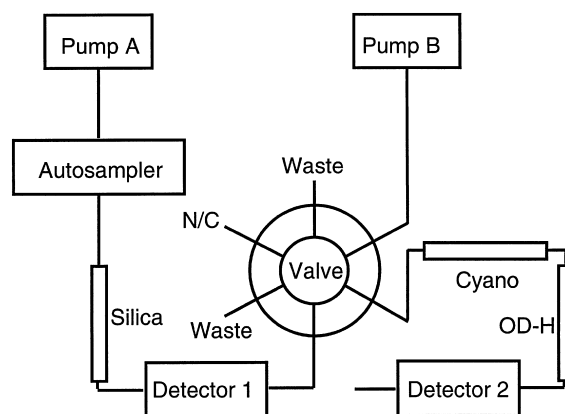 Pump A
Pump B
Autosampler
Waste
N/C
Valve
Cyano
Silica
Waste
OD-H
Detector 1
Detector 2